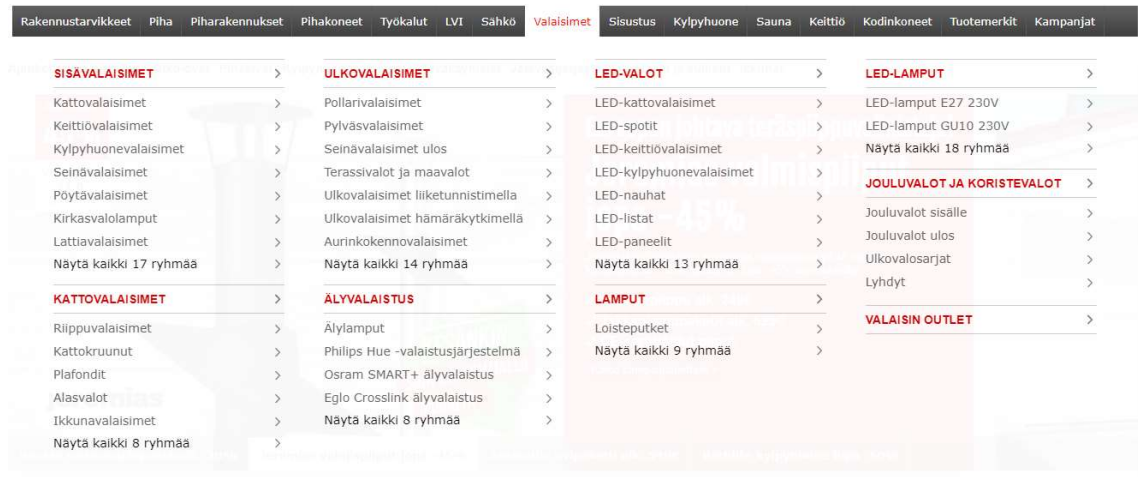 Rakennustarvikkeet Piha Piharakennukset Pihakoneet Työkalut LVI Sähkö Valaisimet Sisustus Kylpyhuone Sauna Keittiö Kodinkoneet Tuotemerkit Kampanjat
SISÄVALAISIMET
Kattovalaisimet
Keittiövalaisimet
Kylpyhuonevalaisimet
Seinävalaisimet
Pöytävalaisimet
Kirkasvalolamput
Lattiavalaisimet
Näytä kaikki 17 ryhmää
KATTOVALAISIMET
Riippuvalaisimet
Kattokruunut
Plafondit
Alasvalot
Ikkunavalaisimet
Näytä kaikki 8 ryhmää
ULKOVALAISIMET
Pollarivalaisimet
Pylväsvalaisimet
Seinävalaisimet ulos
Terassivalot ja maavalot
Ulkovalaisimet liiketunnistimella
Ulkovalaisimet hämäräkytkimellä
Aurinkokennovalaisimet
Näytä kaikki 14 ryhmää
ÄLYVALAISTUS
Älylamput
Philips Hue -valaistusjärjestelmä
Osram SMART+ älyvalaistus
Eglo Crosslink älyvalaistus
Näytä kaikki 8 ryhmää
LED-VALOT
LED-kattovalaisimet
LED-spotit
LED-keittiövalaisimet
LED-kylpyhuonevalaisimet
LED-nauhat
LED-listat
LED-paneelit
Näytä kaikki 13 ryhmää
LAMPUT
Loisteputket
Näytä kaikki 9 ryhmää
LED-LAMPUT
LED-lamput E27 230V
LED-lamput GU10 230V
Näytä kaikki 18 ryhmää
JOULUVALOT JA KORISTEVALOT
Jouluvalot sisälle
Jouluvalot ulos
Ulkovalosarjat
Lyhdyt
VALAISIN OUTLET